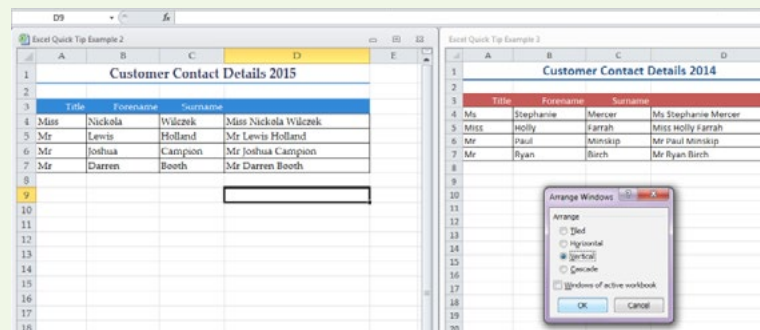 D9 fx
Excel Quick Tip Example 2
A B C D E
1 Customer Contact Details 2015
2
3 Title Forename Surname
4 Miss Nickola Wilczek Miss Nickola Wilczek
5 Mr Lewis Holland Mr Lewis Holland
6 Mr Joshua Campion Mr Joshua Campion
7 Mr Darren Booth Mr Darren Booth
8
9
10
11
12
13
14
15
16
17
18
Excel Quick Tip Example 3
A B C D
1 Customer Contact Details 2014
2
3 Title Forename Surname
4 Ms Stephanie Mercer Ms Stephanie Mercer
5 Miss Holly Farrah Miss Holly Farrah
6 Mr Paul Minskip Mr Paul Minskip
7 Mr Ryan Birch Mr Ryan Birch
8
9
10
11
12
13
14
15
16
17
18
19
20
Arrange Windows
Arrange
Tiled
Horizontal
Vertical
Cascade
Windows of active workbook
OK Cancel